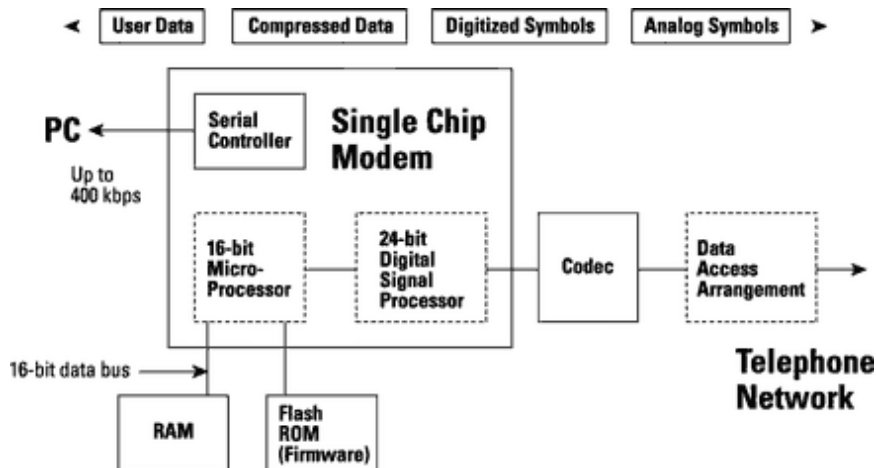 User Data
Compressed Data
Digitized Symbols
Analog Symbols
PC
Up to
400 kbps
Serial
Controller
Single Chip
Modem
16-bit
Micro-
Processor
24-bit
Digital
Signal
Processor
Codec
Data
Access
Arrangement
Telephone
Network
16-bit data bus
RAM
Flash
ROM
(Firmware)